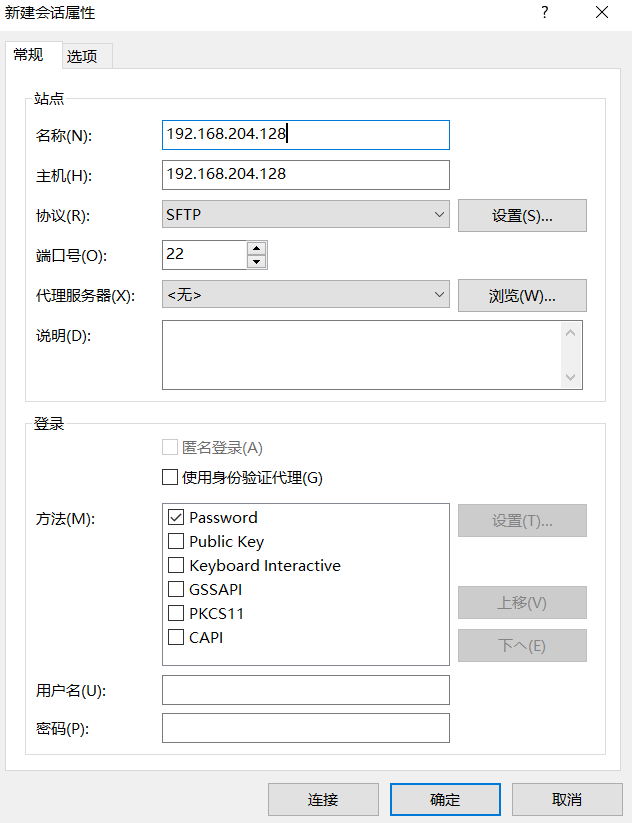 新建会话属性
常规 选项
站点
名称(N): 192.168.204.128
主机(H): 192.168.204.128
协议(R): SFTP 设置(S)...
端口号(O): 22
代理服务器(X): <无> 浏览(W)...
说明(D):
登录
匿名登录(A)
使用身份验证代理(G)
方法(M): Password 设置(T)...
Public Key
Keyboard Interactive
GSSAPI
上移(V)
PKCS11
CAPI
下へ(E)
用户名(U):
密码(P):
连接 确定 取消